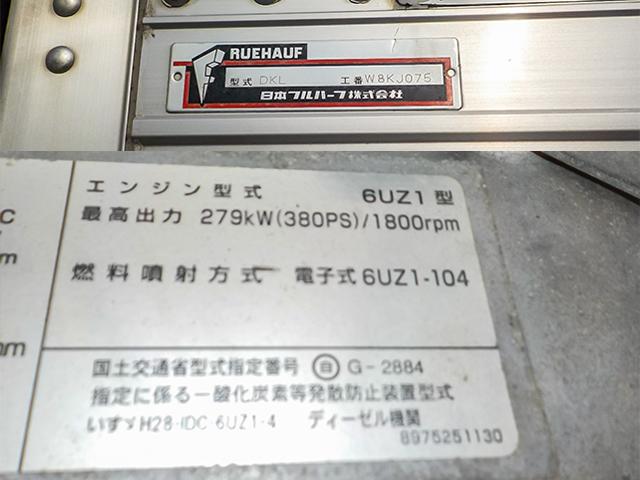 RUEHAUF
型式 DKL 工番 W8KJ075
日本フルハーフ株式会社
エンジン型式 6UZ1型
最高出力 279kW(380PS)/1800rpm
燃料噴射方式 電子式6UZ1-104
国土交通省型式指定番号 自 G-2884
指定に係る一酸化炭素等発散防止装置型式
いすゞH28·IDC·6UZ1·4 ディーゼル機関
8975251130
C
m
mm